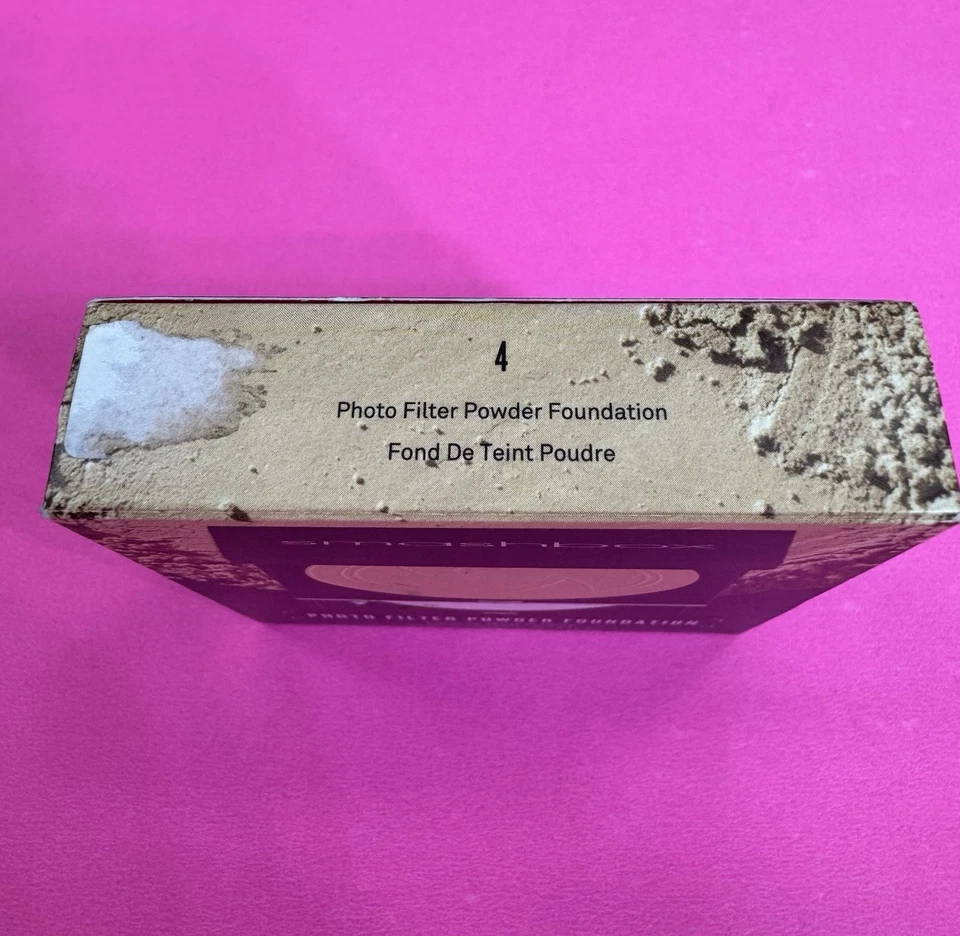 4
Photo Filter Powder Foundation
Fond De Teint Poudre
smashbox
PHOTO FILTER POWDER FOUNDATION